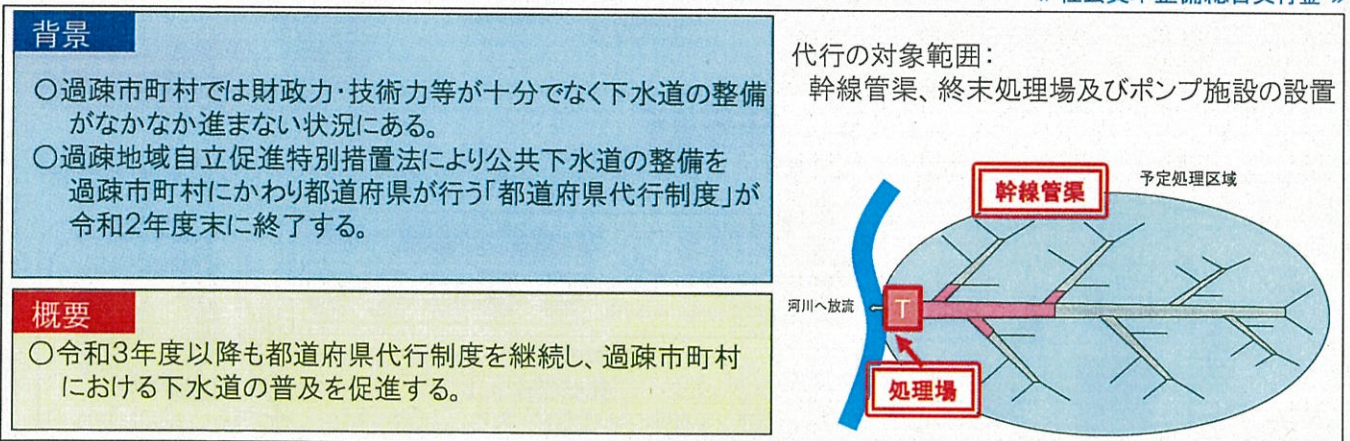 背景
○過疎市町村では財政力・技術力等が十分でなく下水道の整備
がなかなか進まない状況にある。
○過疎地域自立促進特別措置法により公共下水道の整備を
過疎市町村にかわり都道府県が行う「都道府県代行制度」が
令和2年度末に終了する。
概要
○令和3年度以降も都道府県代行制度を継続し、過疎市町村
における下水道の普及を促進する。
代行の対象範囲:
幹線管渠、終末処理場及びポンプ施設の設置
幹線管渠
予定処理区域
河川へ放流
T
処理場